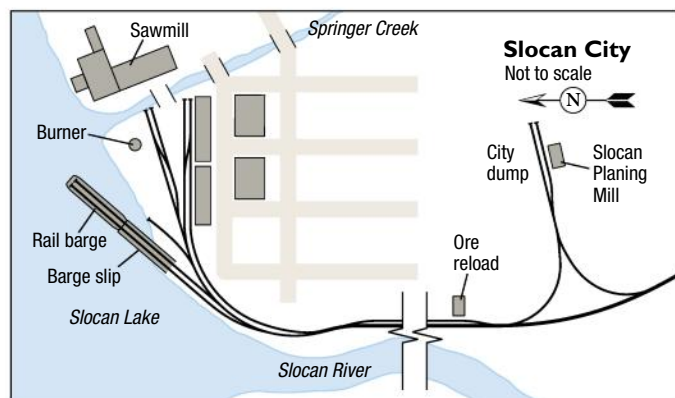 Sawmill
Springer Creek
Slocan City
Not to scale
N
Burner
City
dump
Slocan
Planing
Mill
Rail barge
Barge slip
Ore
reload
Slocan Lake
Slocan River